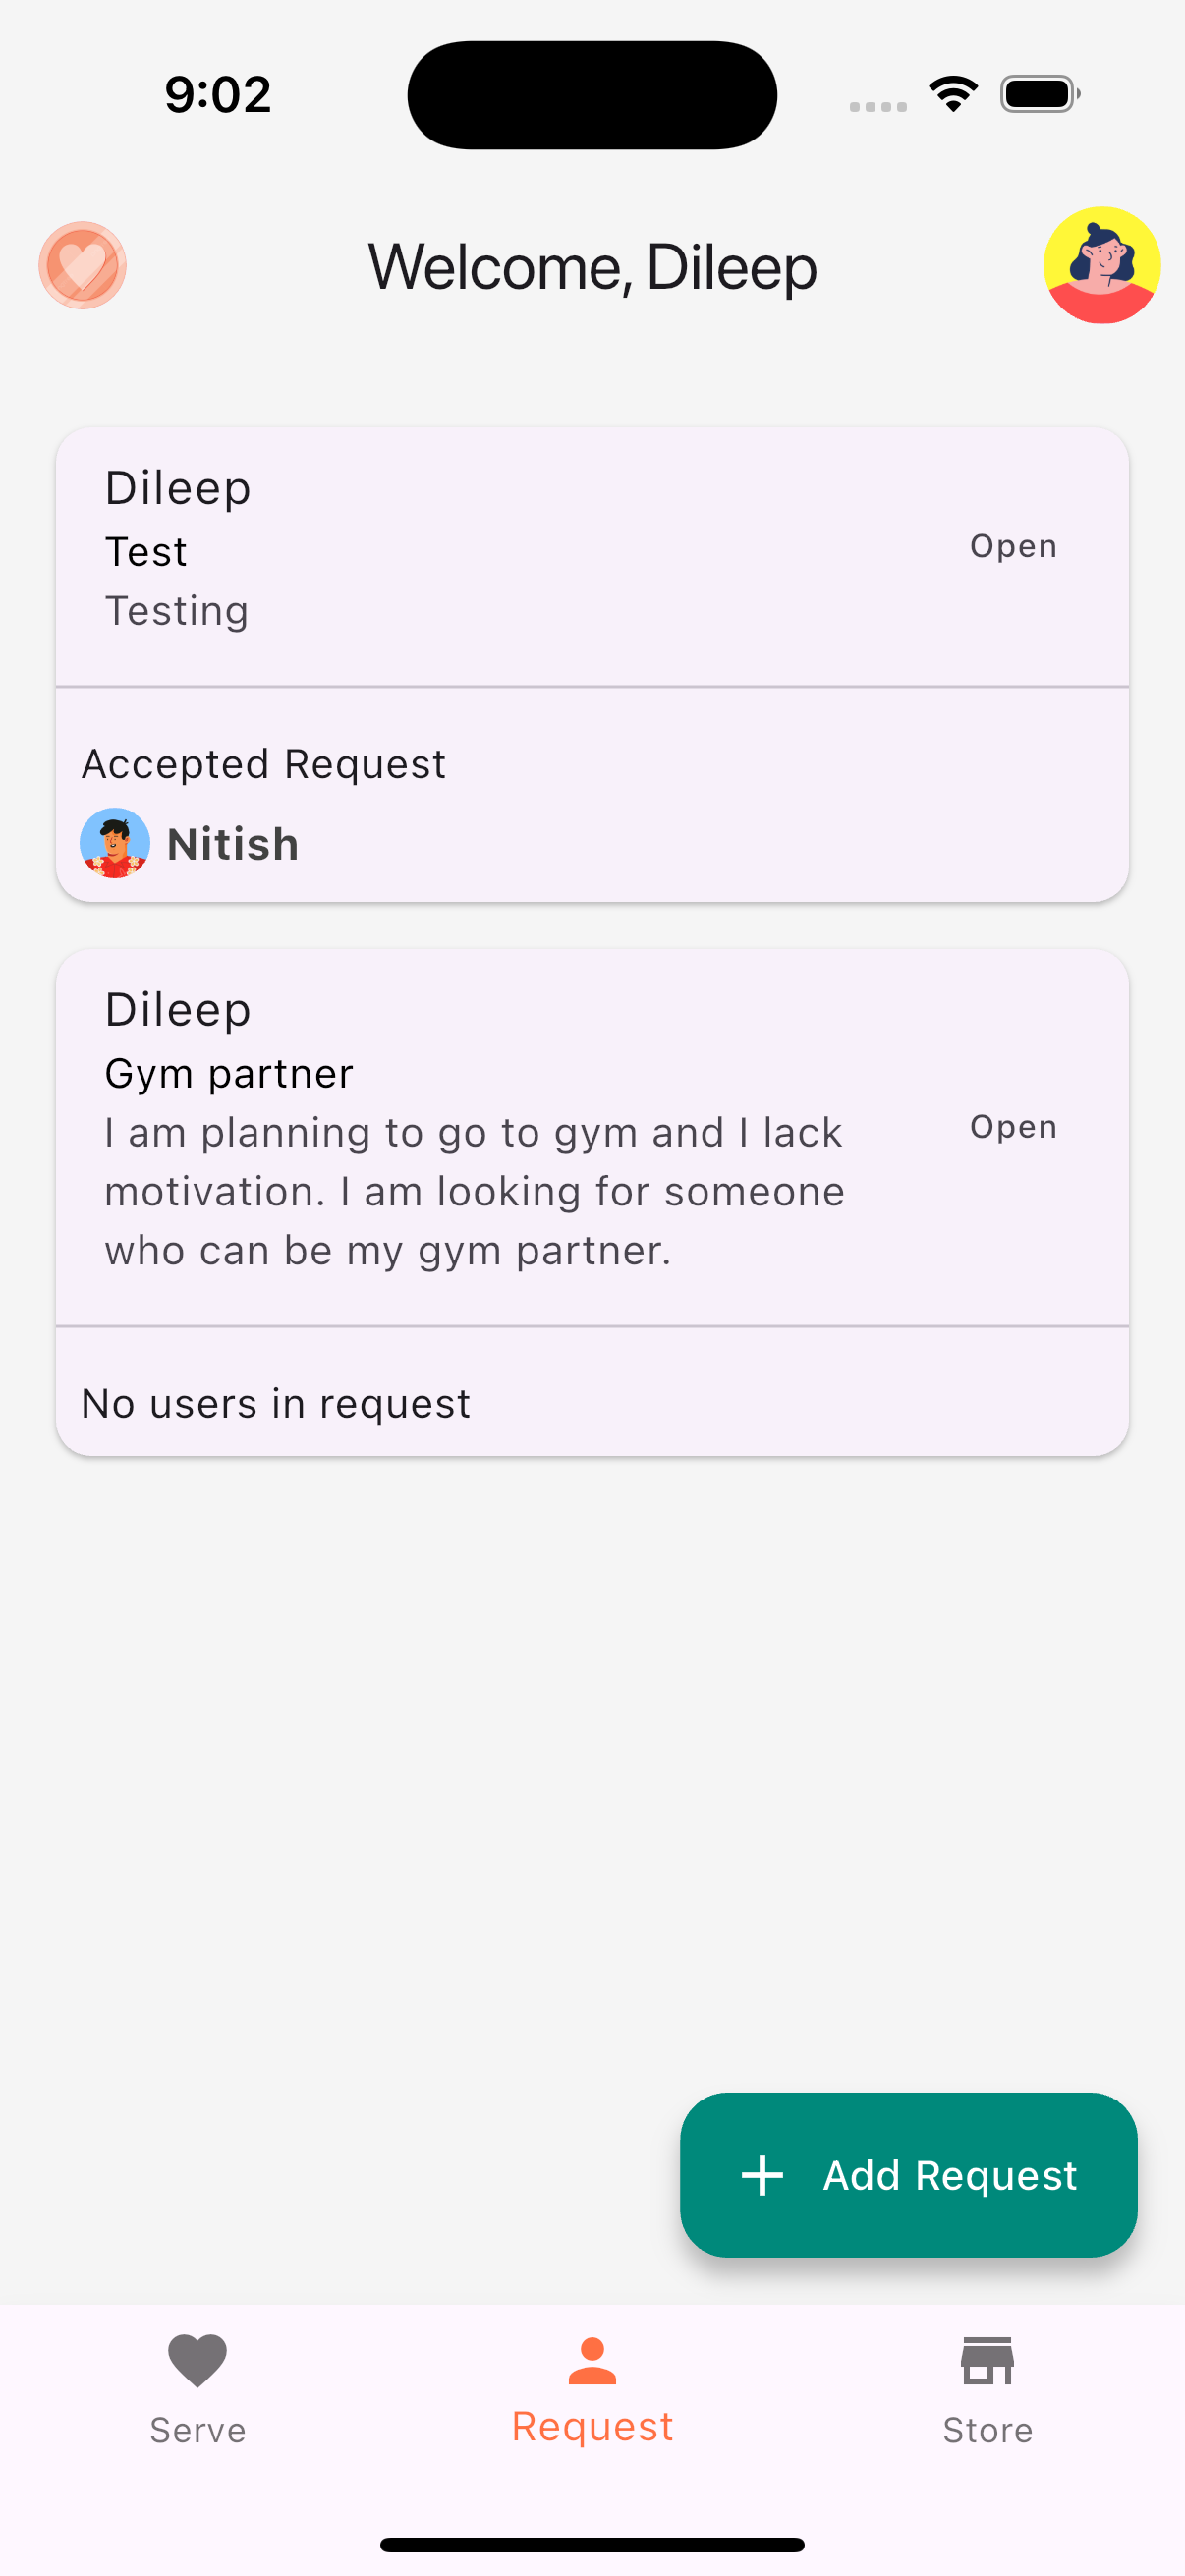 9:02
Welcome, Dileep
Dileep
Test
Open
Testing
Accepted Request
Nitish
Dileep
Gym partner
I am planning to go to gym and I lack
Open
motivation. I am looking for someone
who can be my gym partner.
No users in request
Add Request
Serve
Request
Store